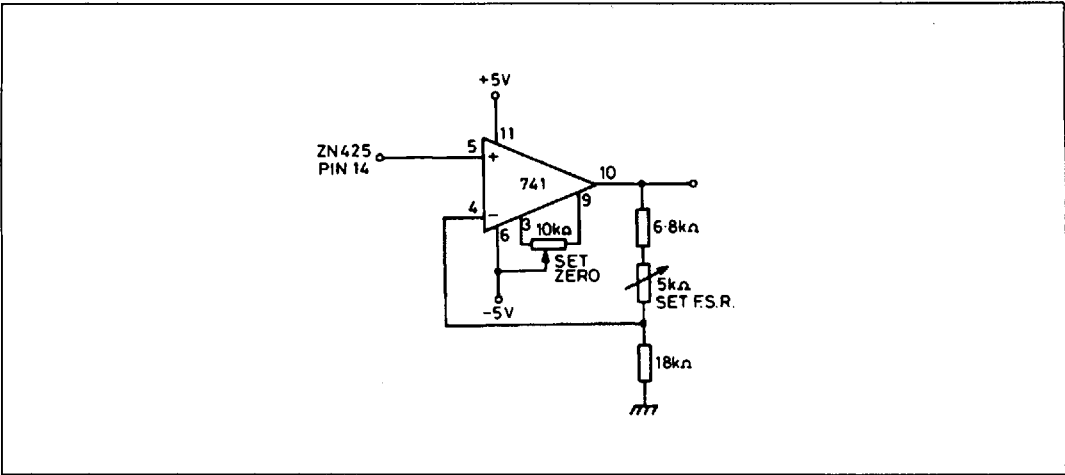 +5V
11
ZN425
PIN 14
5
+
741
10
9
4
−
3
10kΩ
6
SET
ZERO
-5V
6·8kΩ
5kΩ
SET F.S.R.
18kΩ